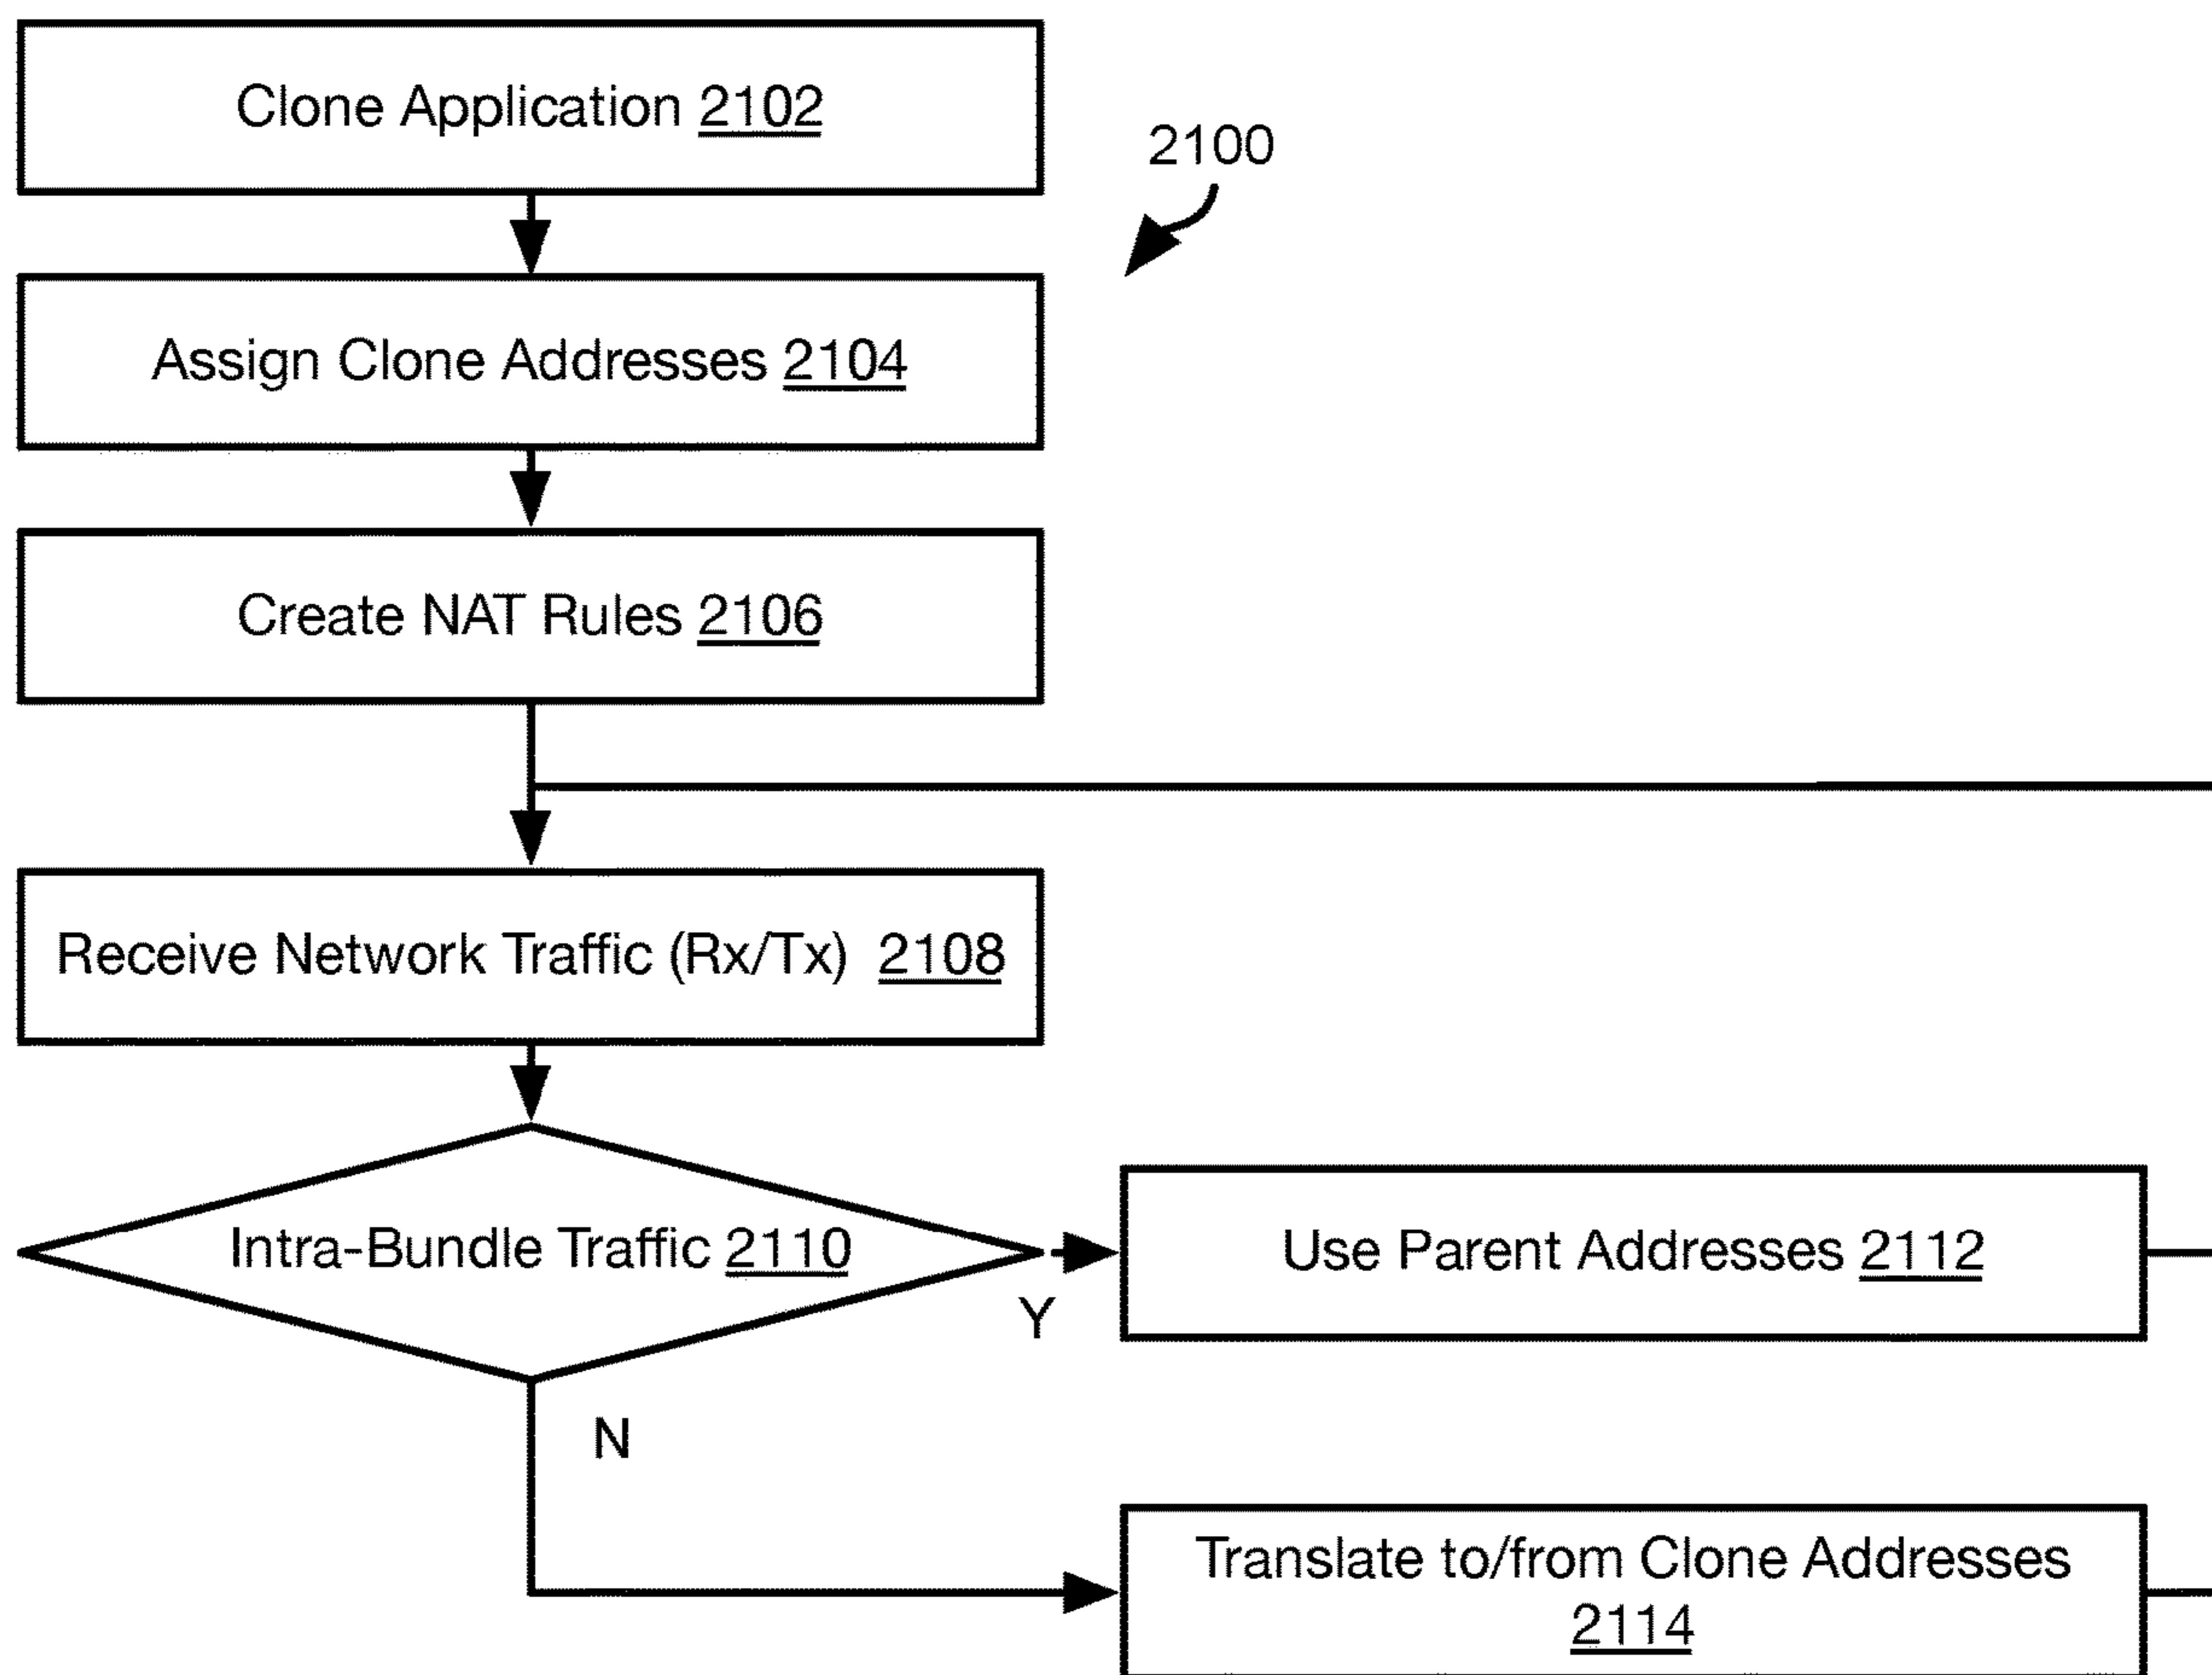 Clone Application 2102
2100
Assign Clone Addresses 2104
Create NAT Rules 2106
Receive Network Traffic (Rx/Tx) 2108
Intra-Bundle Traffic 2110
Y
Use Parent Addresses 2112
N
Translate to/from Clone Addresses
2114